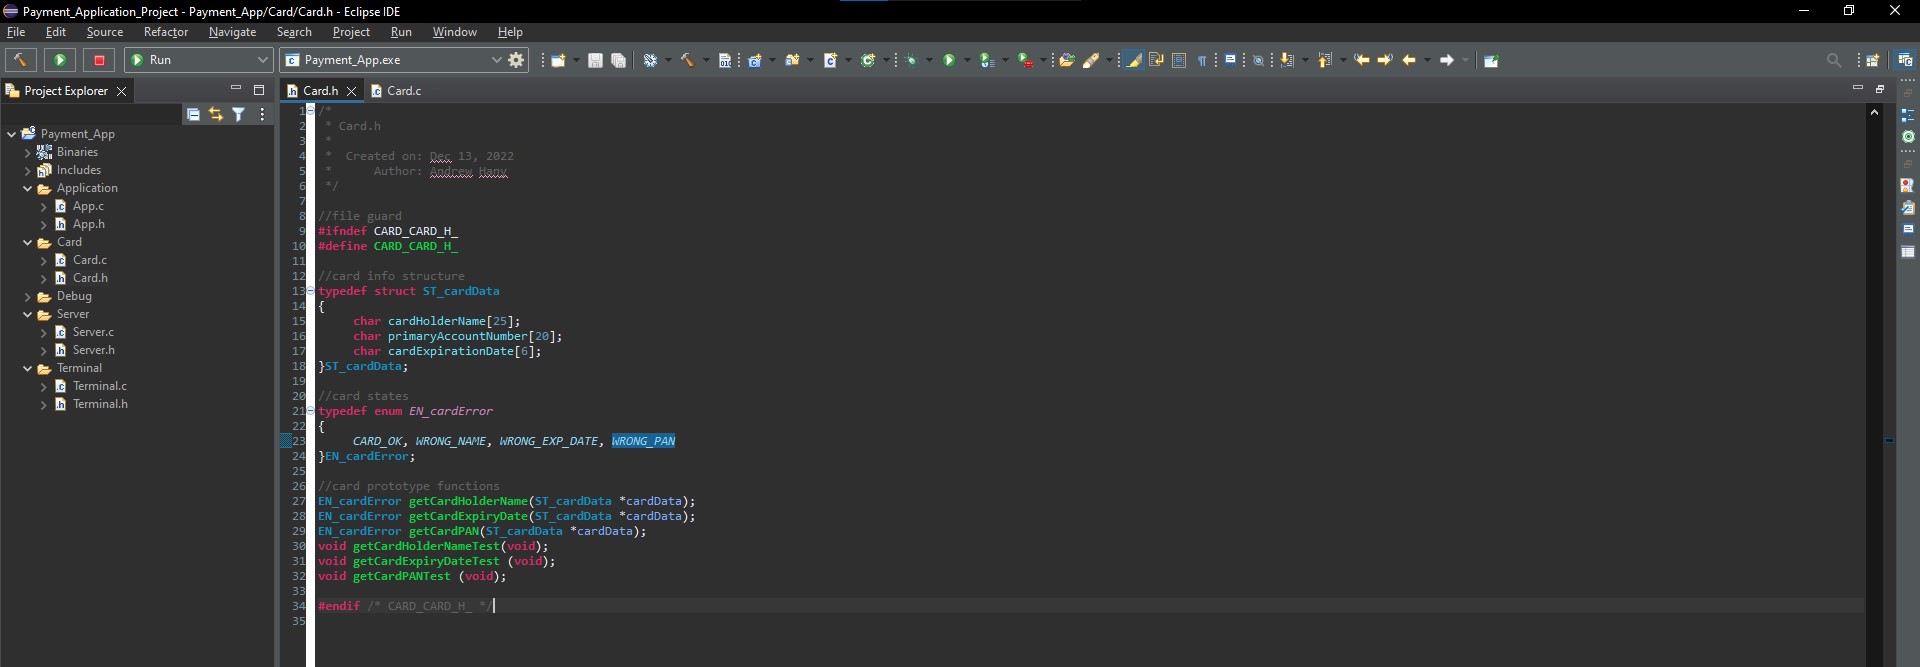 Payment_Application_Project - Payment_App/Card/Card.h - Eclipse IDE
File Edit Source Refactor Navigate Search Project Run Window Help
Run
Payment_App.exe
Project Explorer
Card.h
Card.c
Payment_App
Binaries
Includes
Application
App.c
App.h
Card
Card.c
Card.h
Debug
Server
Server.c
Server.h
Terminal
Terminal.c
Terminal.h
1 /*
2  * Card.h
3  *
4  *  Created on: Dec 13, 2022
5  *      Author: Andrew Hany
6  */
7
8 //file guard
9 #ifndef CARD_CARD_H_
10 #define CARD_CARD_H_
11
12 //card info structure
13 typedef struct ST_cardData
14 {
15     char cardHolderName[25];
16     char primaryAccountNumber[20];
17     char cardExpirationDate[6];
18 }ST_cardData;
19
20 //card states
21 typedef enum EN_cardError
22 {
23     CARD_OK, WRONG_NAME, WRONG_EXP_DATE, WRONG_PAN
24 }EN_cardError;
25
26 //card prototype functions
27 EN_cardError getCardHolderName(ST_cardData *cardData);
28 EN_cardError getCardExpiryDate(ST_cardData *cardData);
29 EN_cardError getCardPAN(ST_cardData *cardData);
30 void getCardHolderNameTest(void);
31 void getCardExpiryDateTest (void);
32 void getCardPANTest (void);
33
34 #endif /* CARD_CARD_H_ */
35